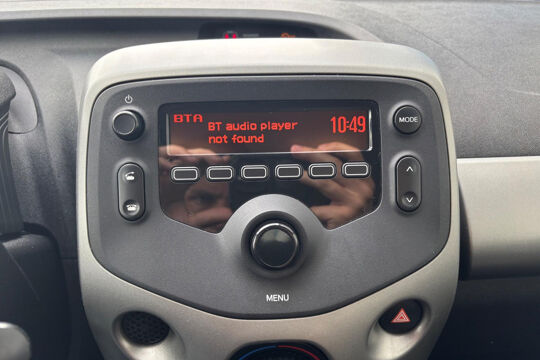 BTA
BT audio player
not found
10:49
MODE
MENU